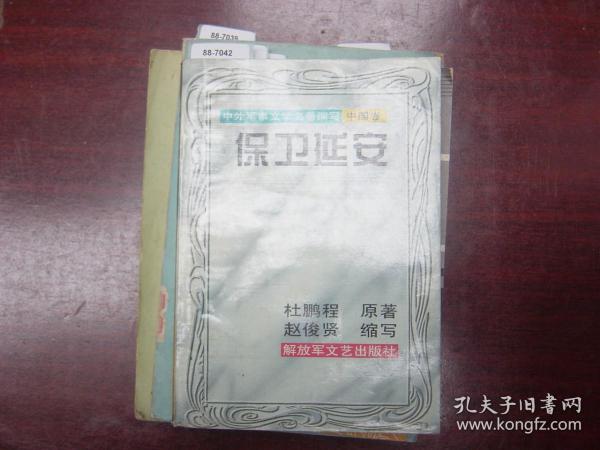 88-7039
88-7042
中外军事文学名著缩写 中国卷
保卫延安
杜鹏程 原著
赵俊贤 缩写
解放军文艺出版社
孔夫子旧书网
www.kongfz.com